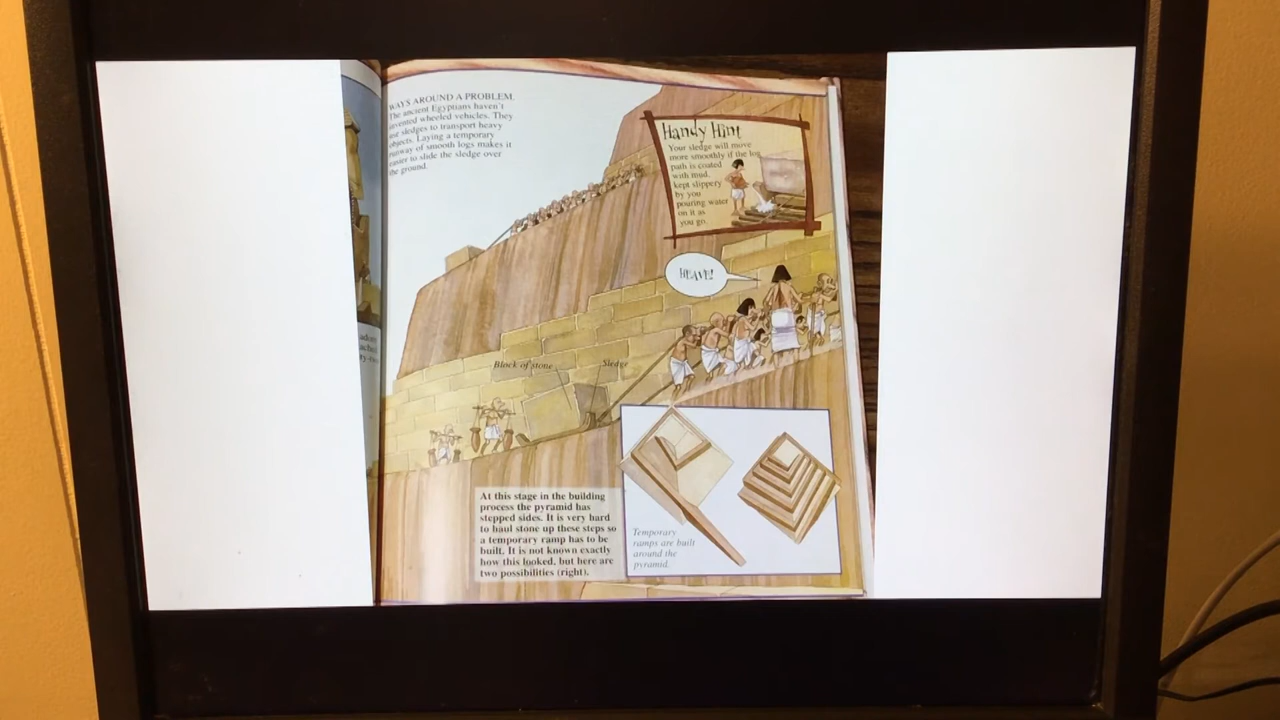 WAYS AROUND A PROBLEM.
The ancient Egyptians haven't
invented wheeled vehicles. They
use sledges to transport heavy
objects. Laying a temporary
runway of smooth logs makes it
easier to slide the sledge over
the ground.
Handy Hint
Your sledge will move
more smoothly if the log
path is coated
with mud,
kept slippery
by you
pouring water
on it as
you go.
HEAVE!
Block of stone
Sledge
At this stage in the building
process the pyramid has
stepped sides. It is very hard
to haul stone up these steps so
a temporary ramp has to be
built. It is not known exactly
how this looked, but here are
two possibilities (right).
Temporary
ramps are built
around the
pyramid.